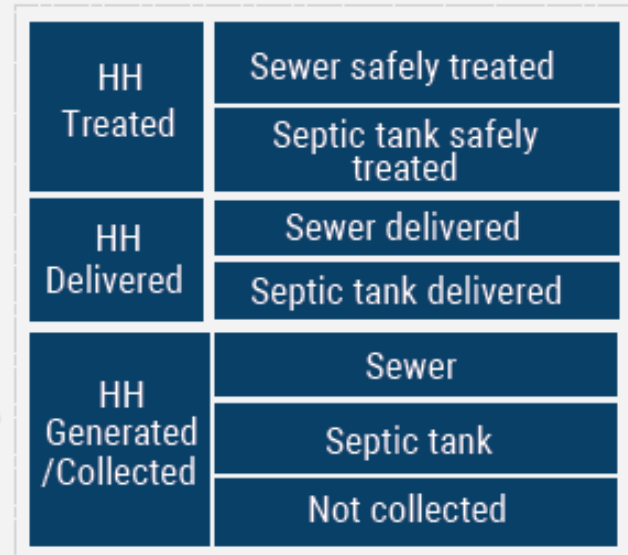 HH
Treated
Sewer safely treated
Septic tank safely
treated
HH
Delivered
Sewer delivered
Septic tank delivered
HH
Generated
/Collected
Sewer
Septic tank
Not collected